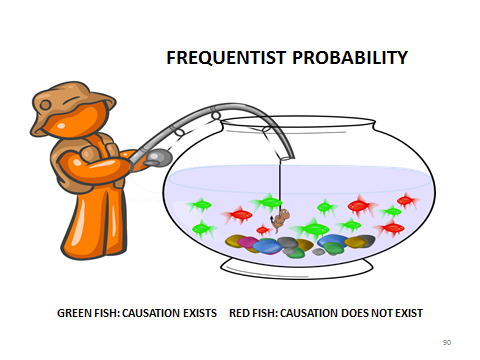 FREQUENTIST PROBABILITY
GREEN FISH: CAUSATION EXISTS RED FISH: CAUSATION DOES NOT EXIST
90